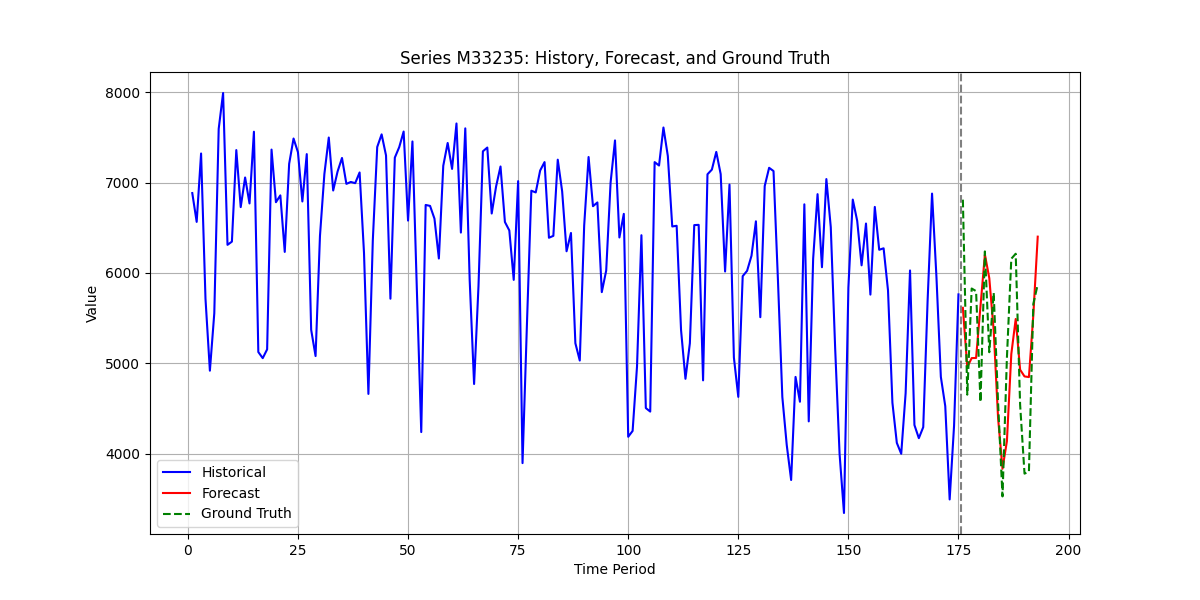 Series M33235: History, Forecast, and Ground Truth
8000
7000
6000
5000
4000
Value
Historical
Forecast
Ground Truth
0 25 50 75 100 125 150 175 200
Time Period